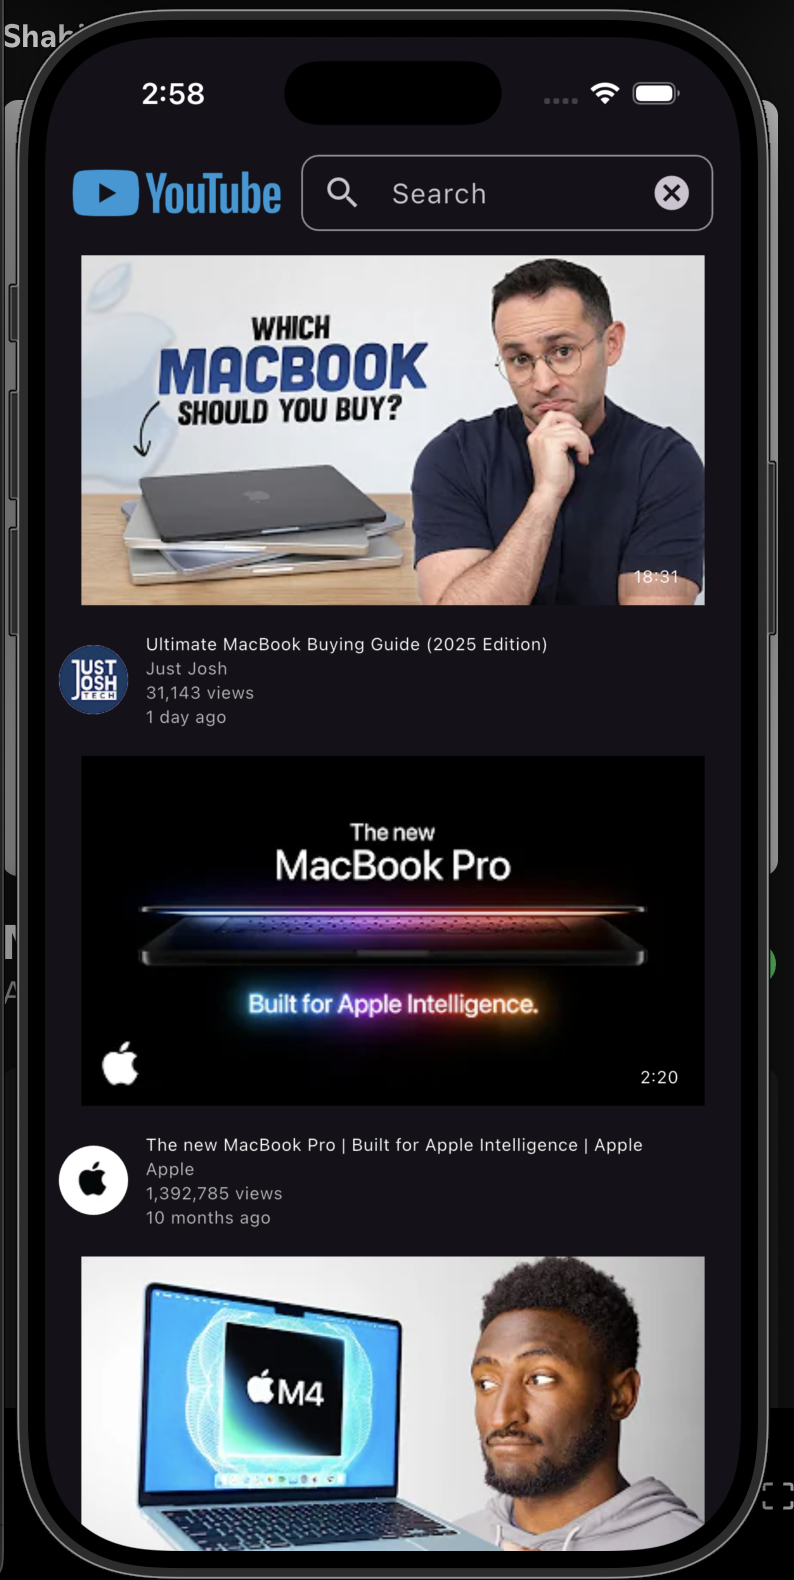 Shab
2:58
YouTube
Search
WHICH
MACBOOK
SHOULD YOU BUY?
18:31
JUST
JOSH
TECH
Ultimate MacBook Buying Guide (2025 Edition)
Just Josh
31,143 views
1 day ago
The new
MacBook Pro
Built for Apple Intelligence.
2:20
The new MacBook Pro | Built for Apple Intelligence | Apple
Apple
1,392,785 views
10 months ago
M4